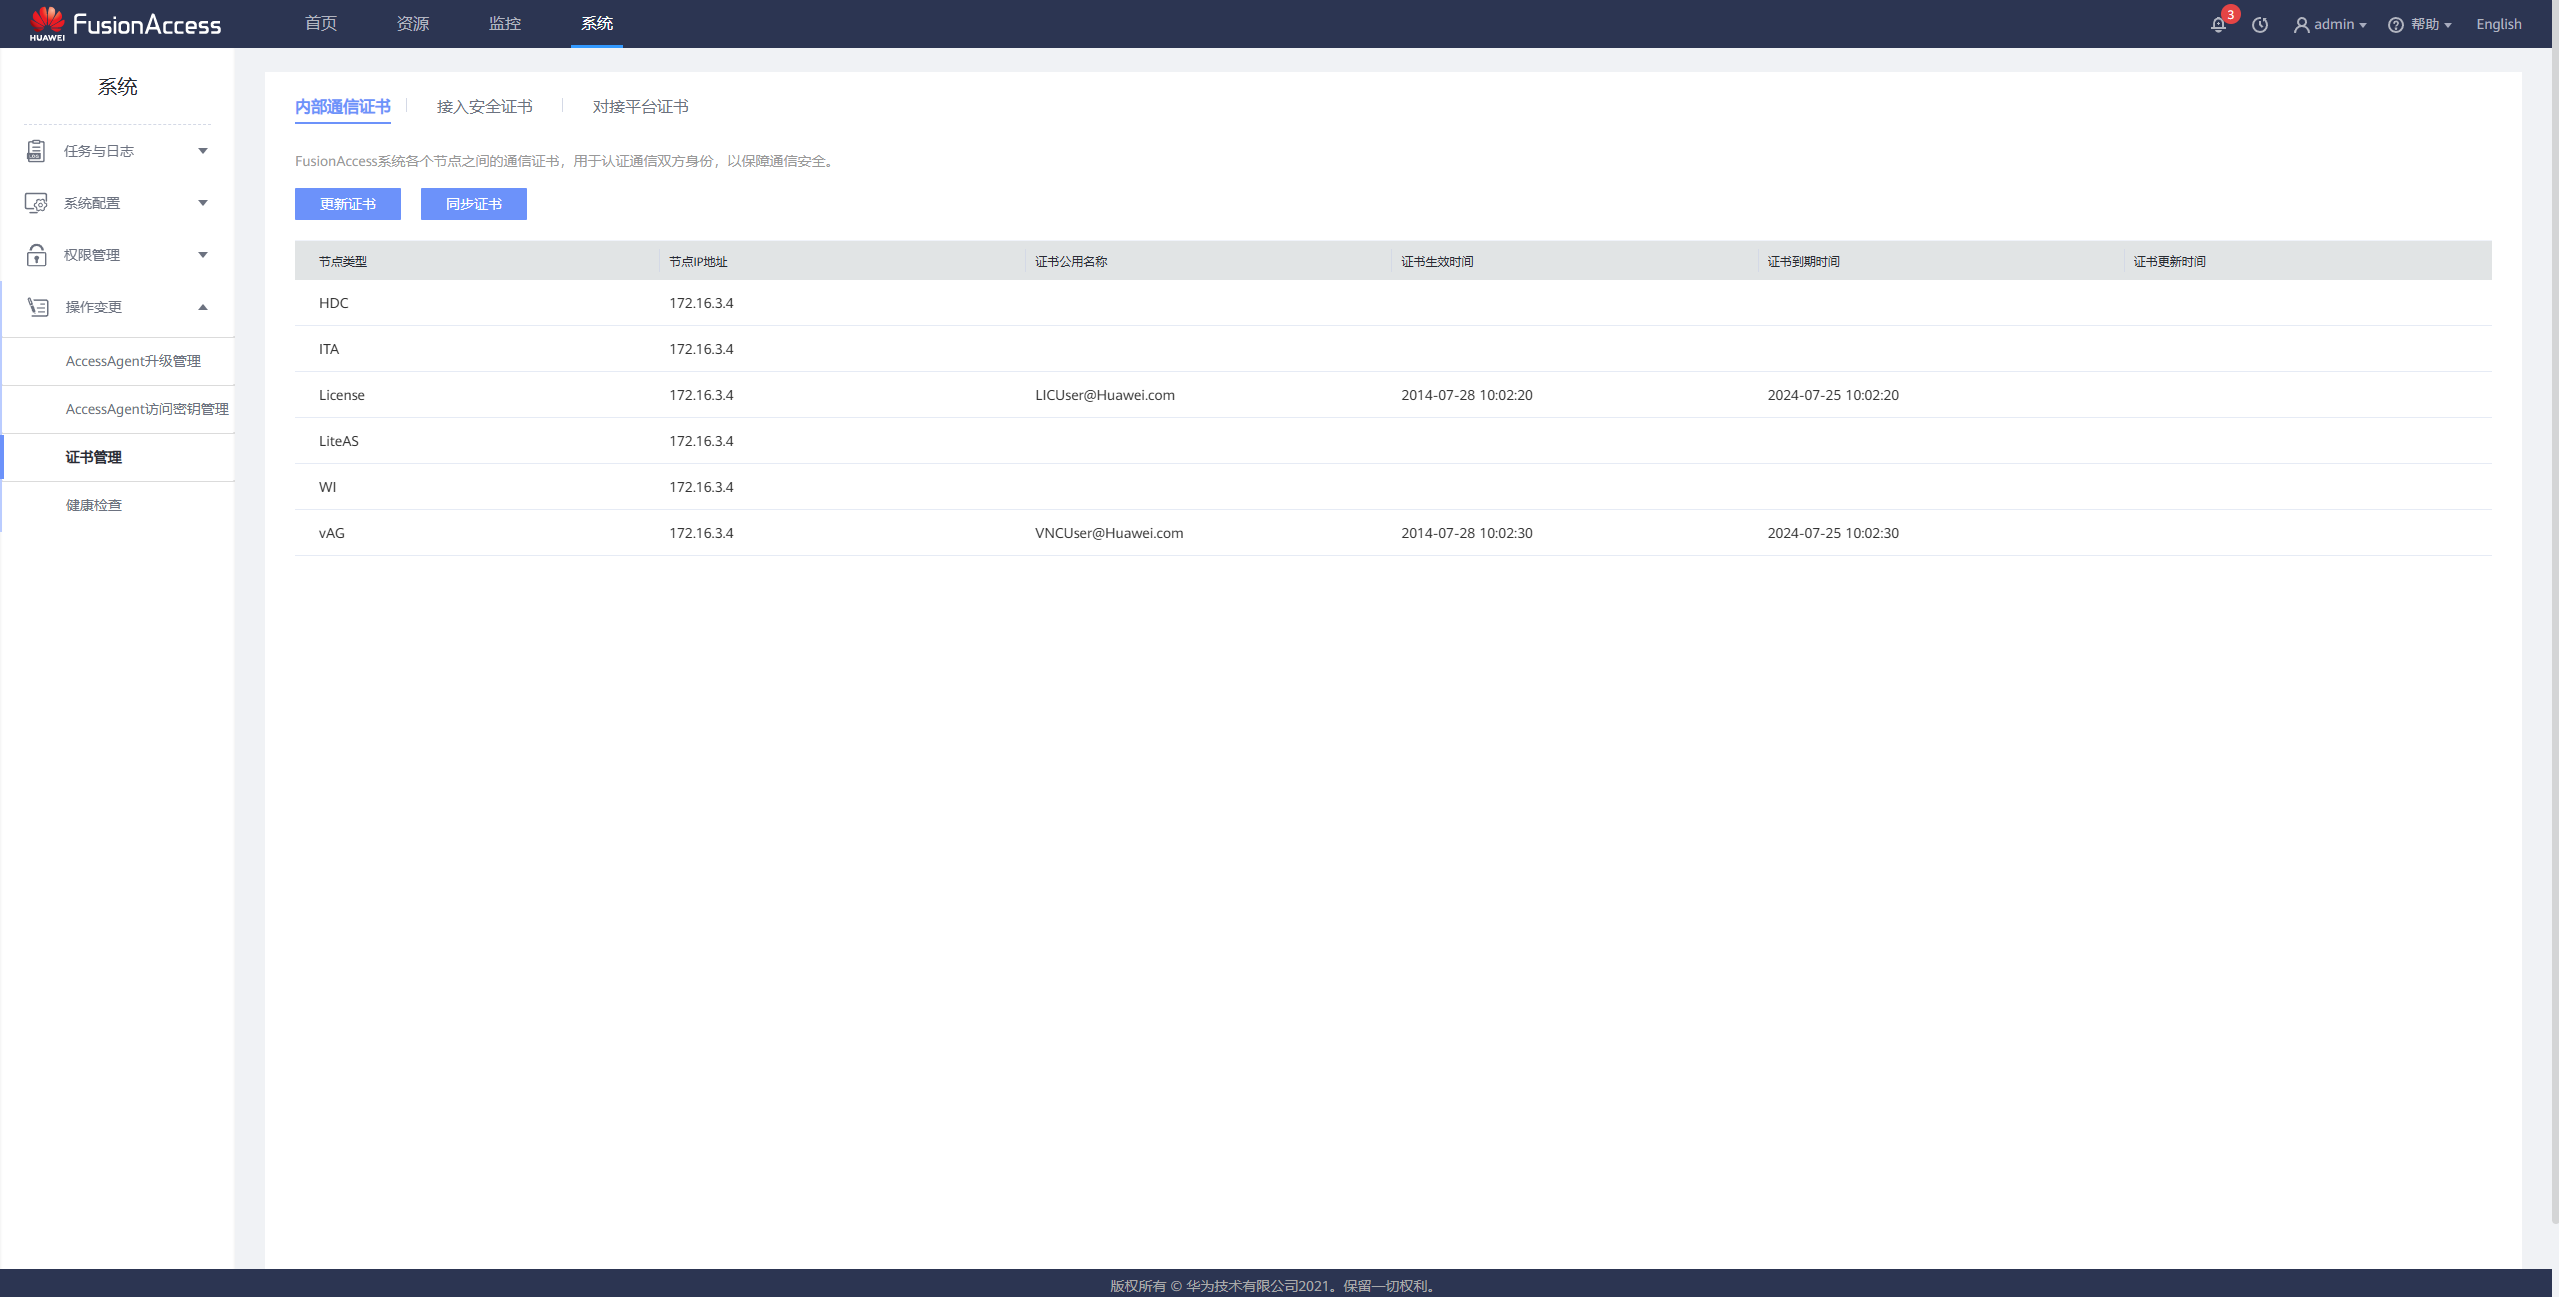 HUAWEI FusionAccess 首页 资源 监控 系统 3 admin 帮助 English
系统
任务与日志
系统配置
权限管理
操作变更
AccessAgent升级管理
AccessAgent访问密钥管理
证书管理
健康检查
内部通信证书 接入安全证书 对接平台证书
FusionAccess系统各个节点之间的通信证书，用于认证通信双方身份，以保障通信安全。
更新证书 同步证书
节点类型 节点IP地址 证书公用名称 证书生效时间 证书到期时间 证书更新时间
HDC 172.16.3.4
ITA 172.16.3.4
License 172.16.3.4 LICUser@Huawei.com 2014-07-28 10:02:20 2024-07-25 10:02:20
LiteAS 172.16.3.4
WI 172.16.3.4
vAG 172.16.3.4 VNCUser@Huawei.com 2014-07-28 10:02:30 2024-07-25 10:02:30
版权所有 © 华为技术有限公司2021。保留一切权利。